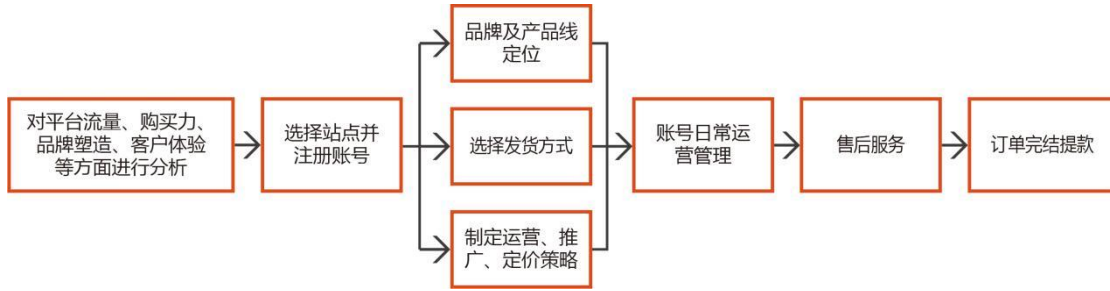 对平台流量、购买力、
品牌塑造、客户体验
等方面进行分析
选择站点并
注册账号
品牌及产品线
定位
选择发货方式
制定运营、推
广、定价策略
账号日常运
营管理
售后服务
订单完结提款